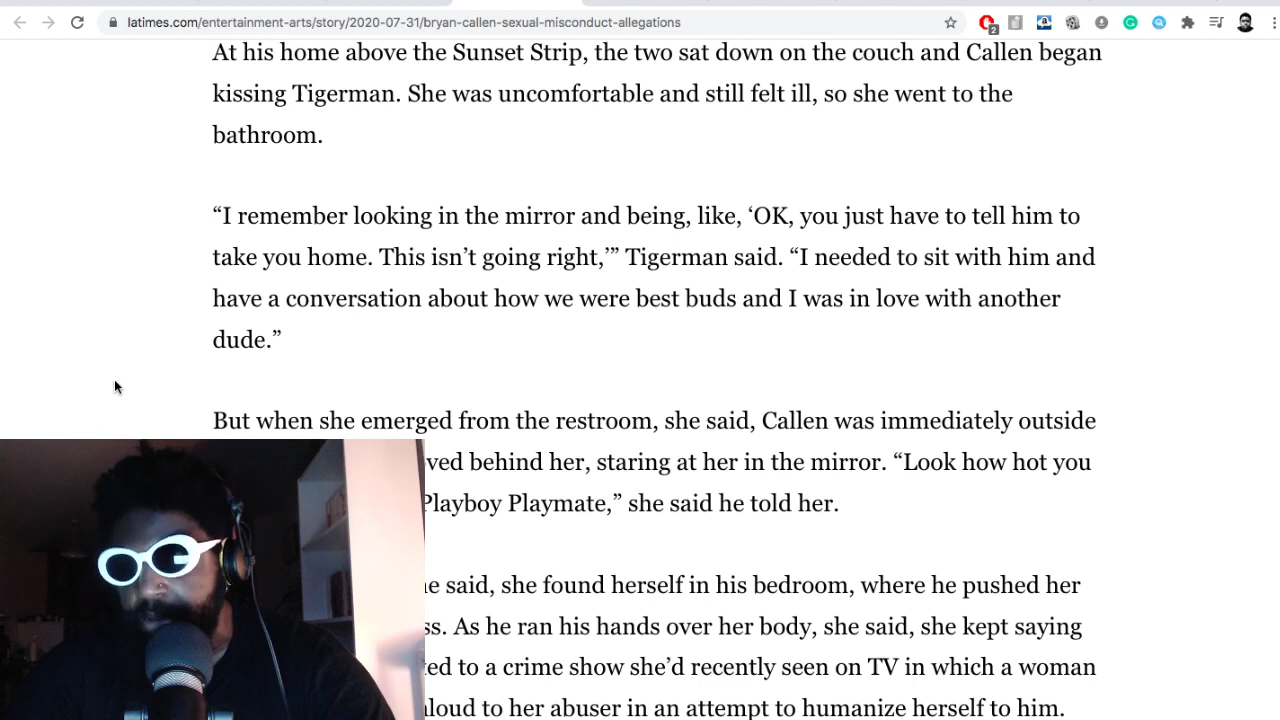 latimes.com/entertainment-arts/story/2020-07-31/bryan-callen-sexual-misconduct-allegations
2
At his home above the Sunset Strip, the two sat down on the couch and Callen began
kissing Tigerman. She was uncomfortable and still felt ill, so she went to the
bathroom.
“I remember looking in the mirror and being, like, ‘OK, you just have to tell him to
take you home. This isn’t going right,’” Tigerman said. “I needed to sit with him and
have a conversation about how we were best buds and I was in love with another
dude.”
But when she emerged from the restroom, she said, Callen was immediately outside
behind her, staring at her in the mirror. “Look how hot you
Playboy Playmate,” she said he told her.
said, she found herself in his bedroom, where he pushed her
As he ran his hands over her body, she said, she kept saying
to a crime show she’d recently seen on TV in which a woman
to her abuser in an attempt to humanize herself to him.